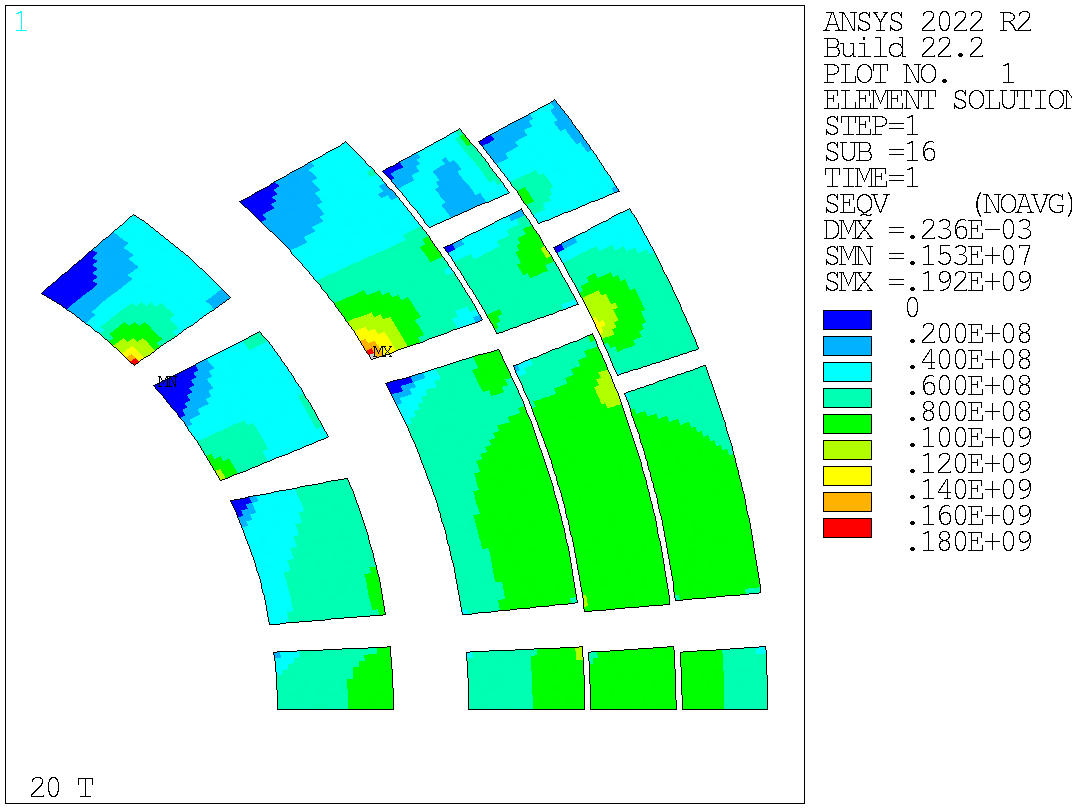 1
ANSYS 2022 R2
Build 22.2
PLOT NO. 1
ELEMENT SOLUTION
STEP=1
SUB =16
TIME=1
SEQV (NOAVG)
DMX =.236E-03
SMN =.153E+07
SMX =.192E+09
0
.200E+08
.400E+08
.600E+08
.800E+08
.100E+09
.120E+09
.140E+09
.160E+09
.180E+09
MX
MN
20 T